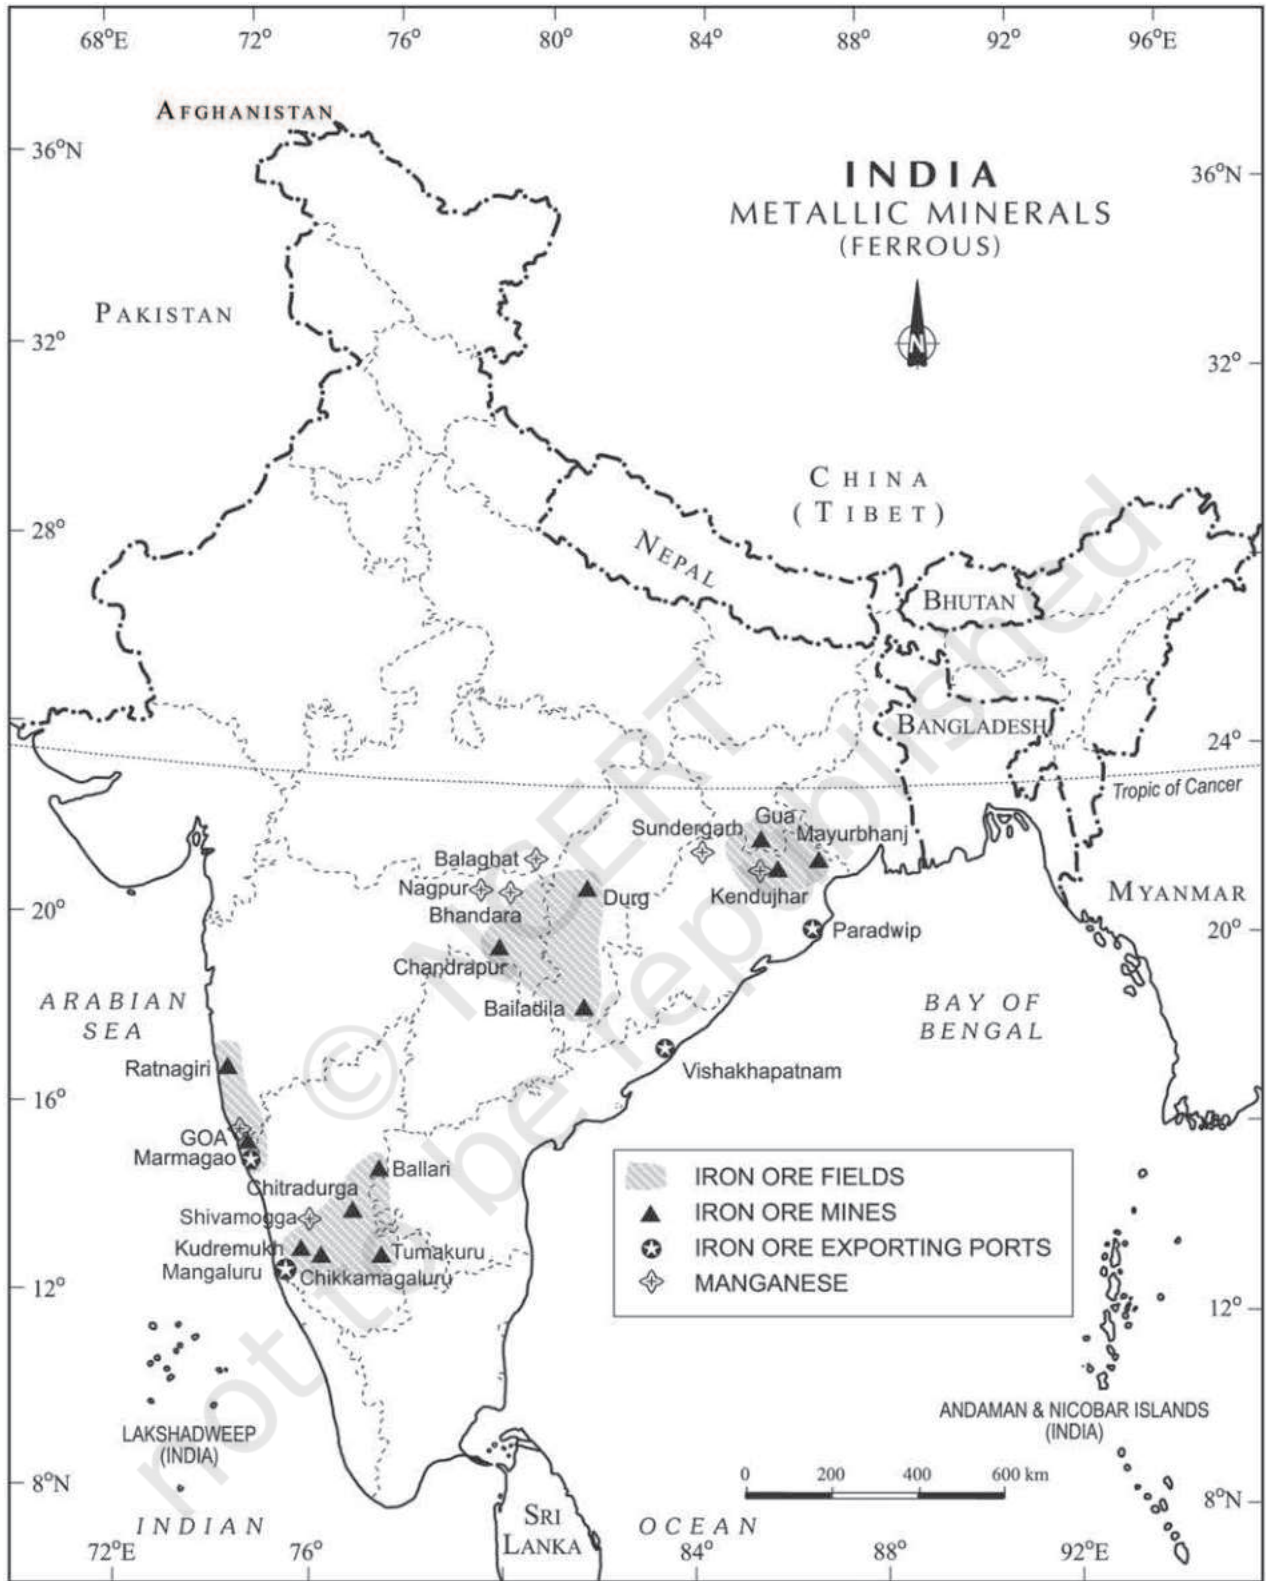 68°E 72° 76° 80° 84° 88° 92° 96°E
AFGHANISTAN
36°N
INDIA
METALLIC MINERALS
(FERROUS)
36°N
N
PAKISTAN
32°
32°
CHINA
(TIBET)
28°
NEPAL
BHUTAN
BANGLADESH
24°
Tropic of Cancer
Gua
Sundergarh
Mayurbhanj
Balaghat
Nagpur
Durg
Kendujhar
MYANMAR
Bhandara
20°
Paradwip
20°
Chandrapur
ARABIAN
SEA
Bailadila
BAY OF
BENGAL
Ratnagiri
Vishakhapatnam
16°
GOA
Marmagao
Ballari
Chitradurga
Shivamogga
Kudremukh
Tumakuru
Mangaluru
Chikkamagaluru
IRON ORE FIELDS
IRON ORE MINES
IRON ORE EXPORTING PORTS
MANGANESE
12°
12°
LAKSHADWEEP
(INDIA)
ANDAMAN & NICOBAR ISLANDS
(INDIA)
0 200 400 600 km
8°N
8°N
SRI
LANKA
INDIAN OCEAN
72°E 76° 84° 88° 92°E
© NCERT
not to be republished